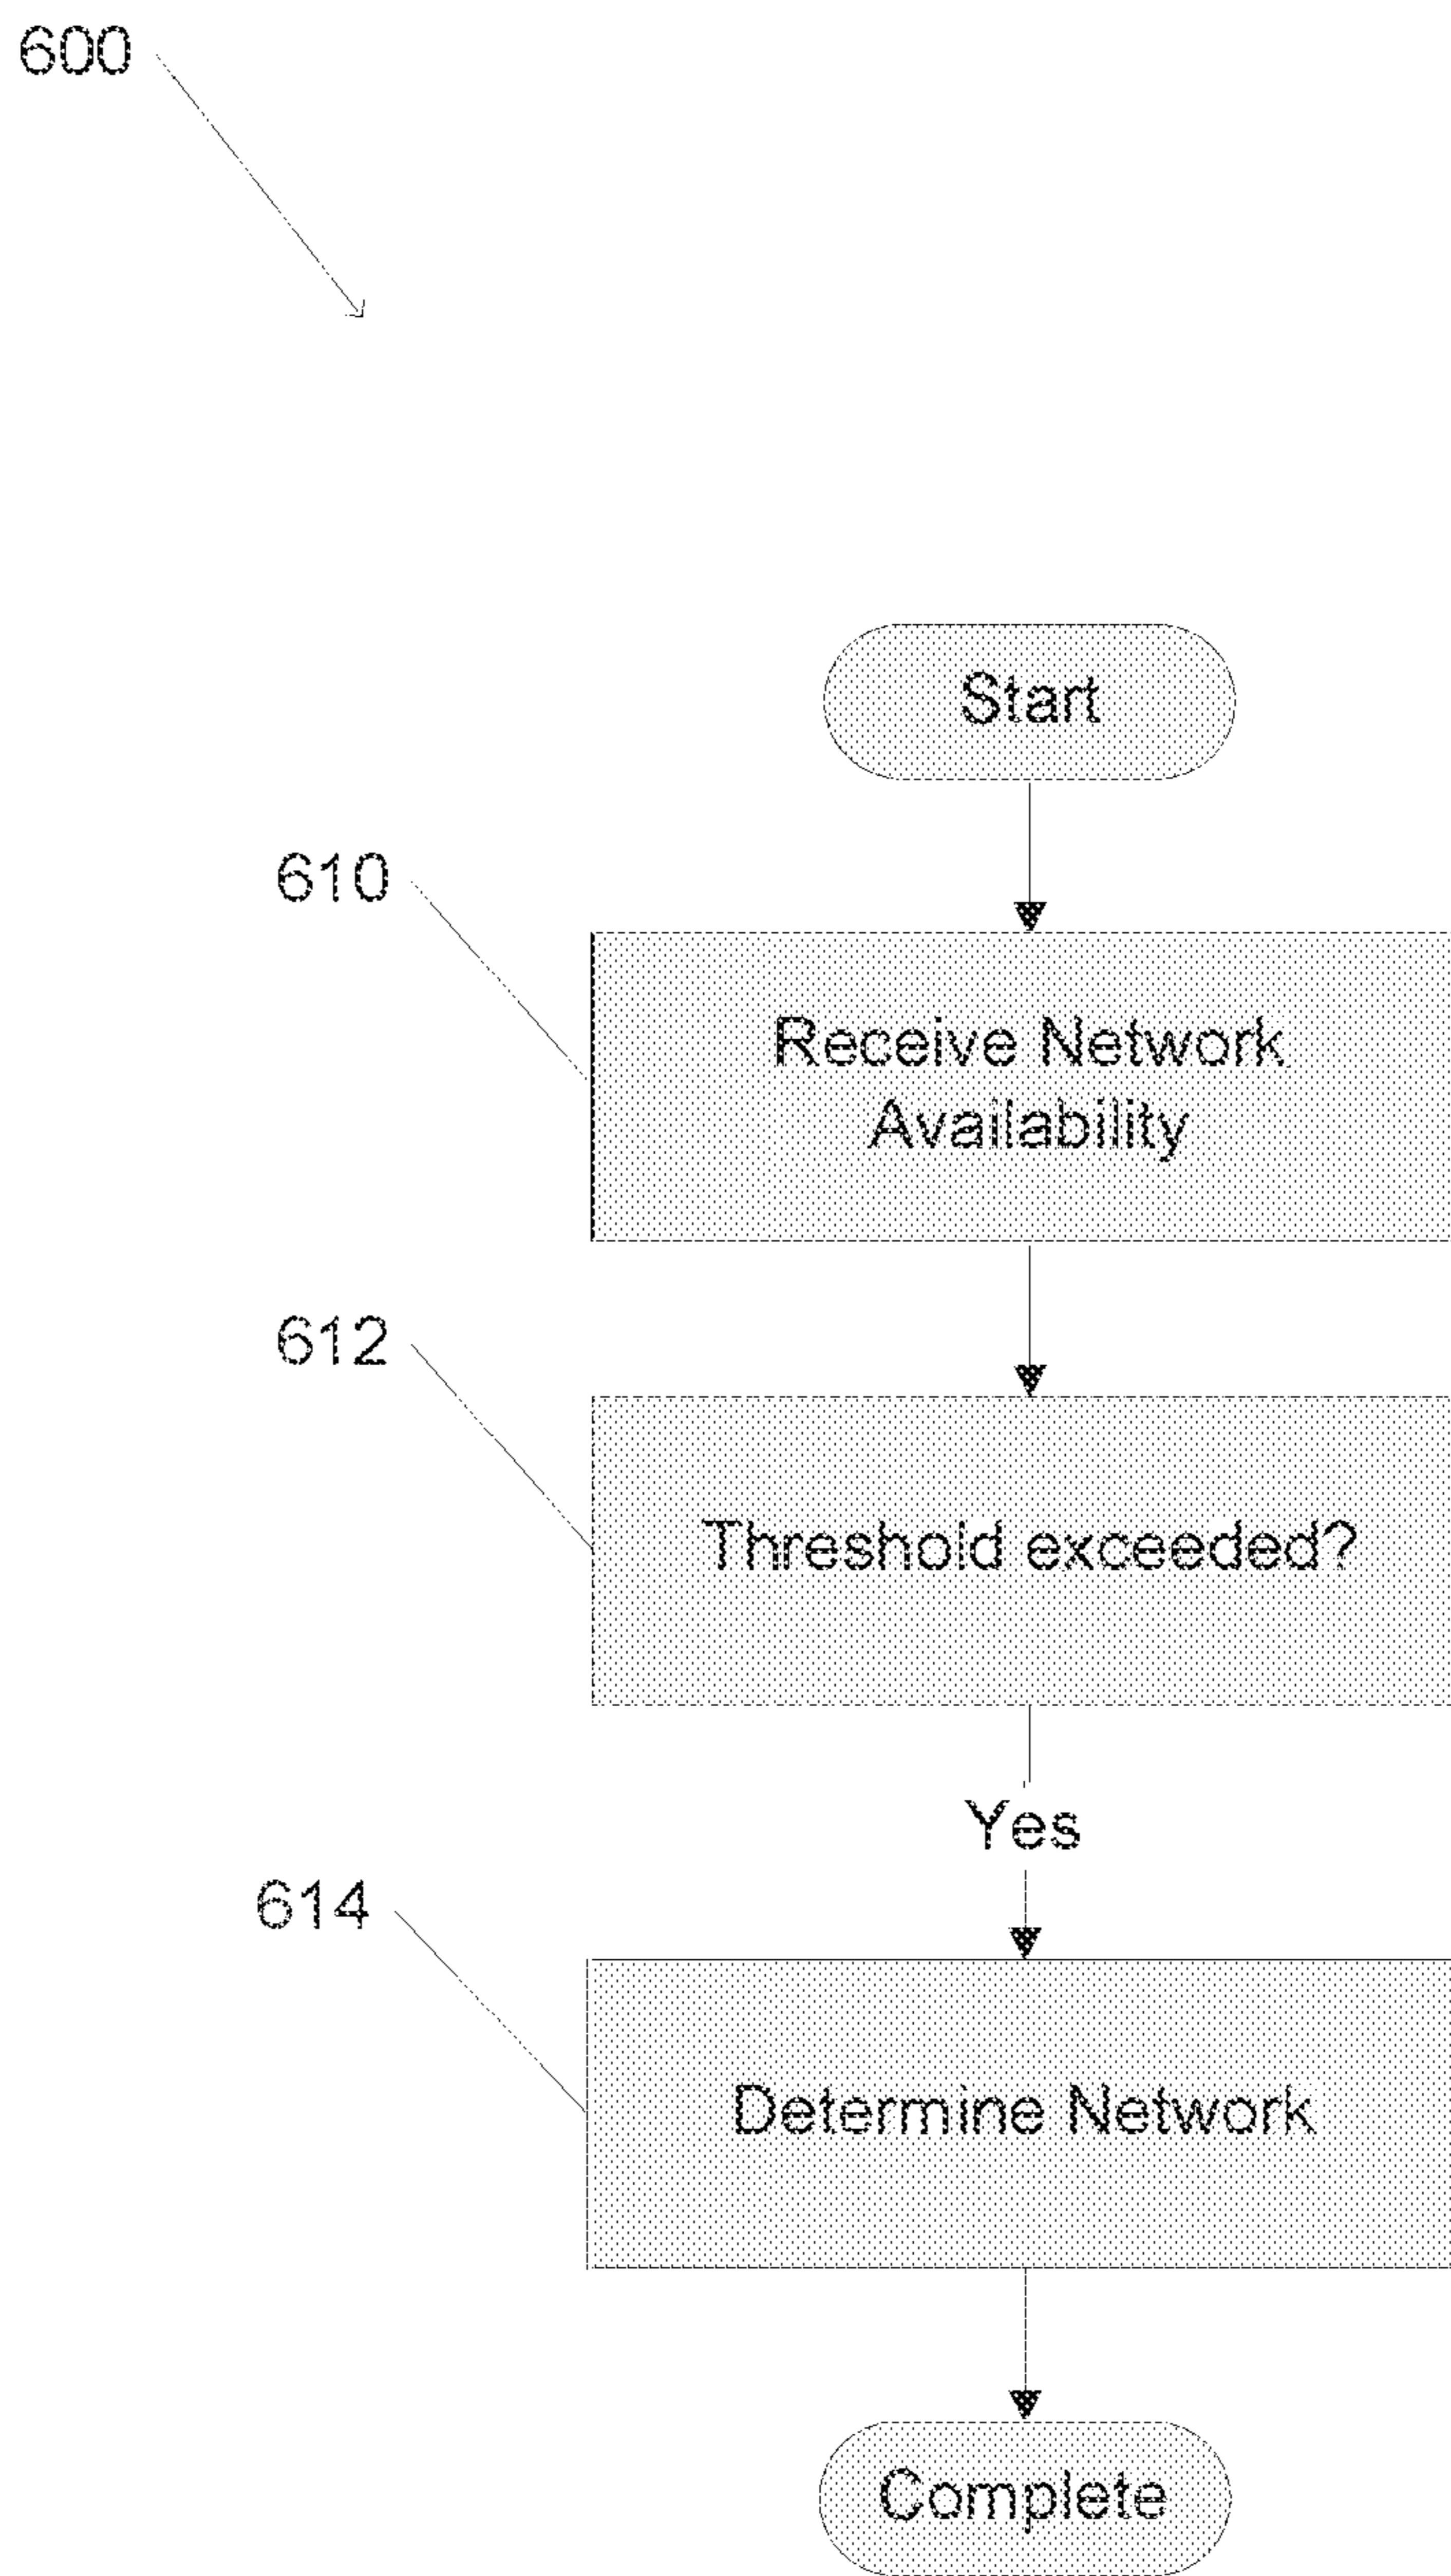 600
Start
610
Receive Network
Availability
612
Threshold exceeded?
Yes
614
Determine Network
Complete